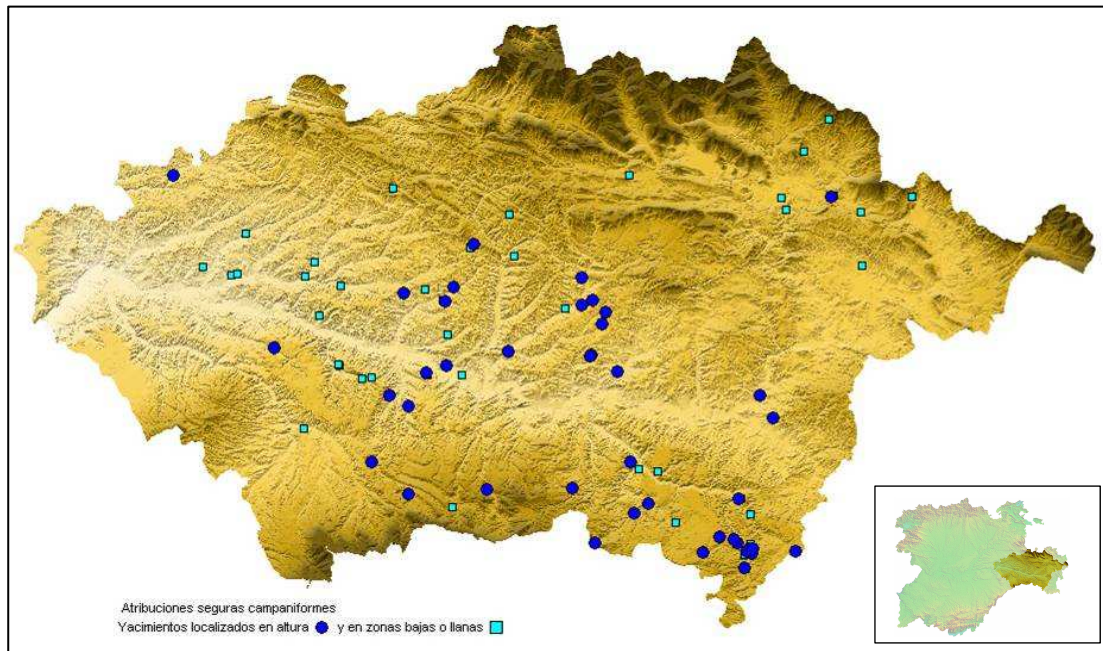 Atribuciones seguras campaniformes
Yacimientos localizados en altura y en zonas bajas o llanas